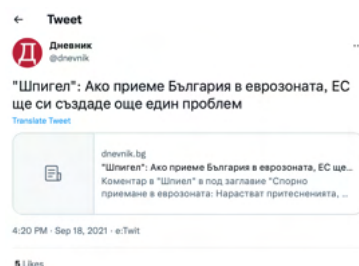 ← Tweet
Д Дневник
@dnevnik
"Шпигел": Ако приеме България в еврозоната, ЕС
ще си създаде още един проблем
Translate Tweet
dnevnik.bg
"Шпигел": Ако приеме България в еврозоната, ЕС ще...
Коментар в "Шпиел" в под заглавие "Спорно
приемане в еврозоната: Нарастват притесненията, ...
4:20 PM · Sep 18, 2021 · e:Twit
5 Likes